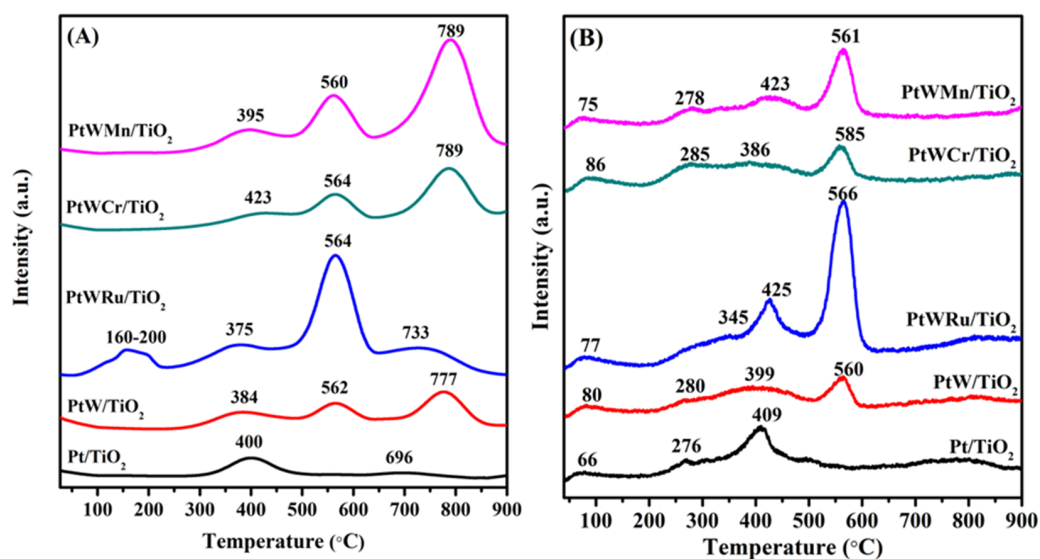 (A)
789
560
395
PtWMn/TiO₂
789
423
564
PtWCr/TiO₂
564
PtWRu/TiO₂
160-200
375
733
777
PtW/TiO₂
384
562
400
Pt/TiO₂
696
100 200 300 400 500 600 700 800 900
Temperature (°C)
Intensity (a.u.)
(B)
561
PtWMn/TiO₂
75
278
423
585
PtWCr/TiO₂
86
285
386
566
425
345
PtWRu/TiO₂
77
399
560
PtW/TiO₂
80
280
409
Pt/TiO₂
66
276
100 200 300 400 500 600 700 800 900
Temperature (°C)
Intensity (a.u.)